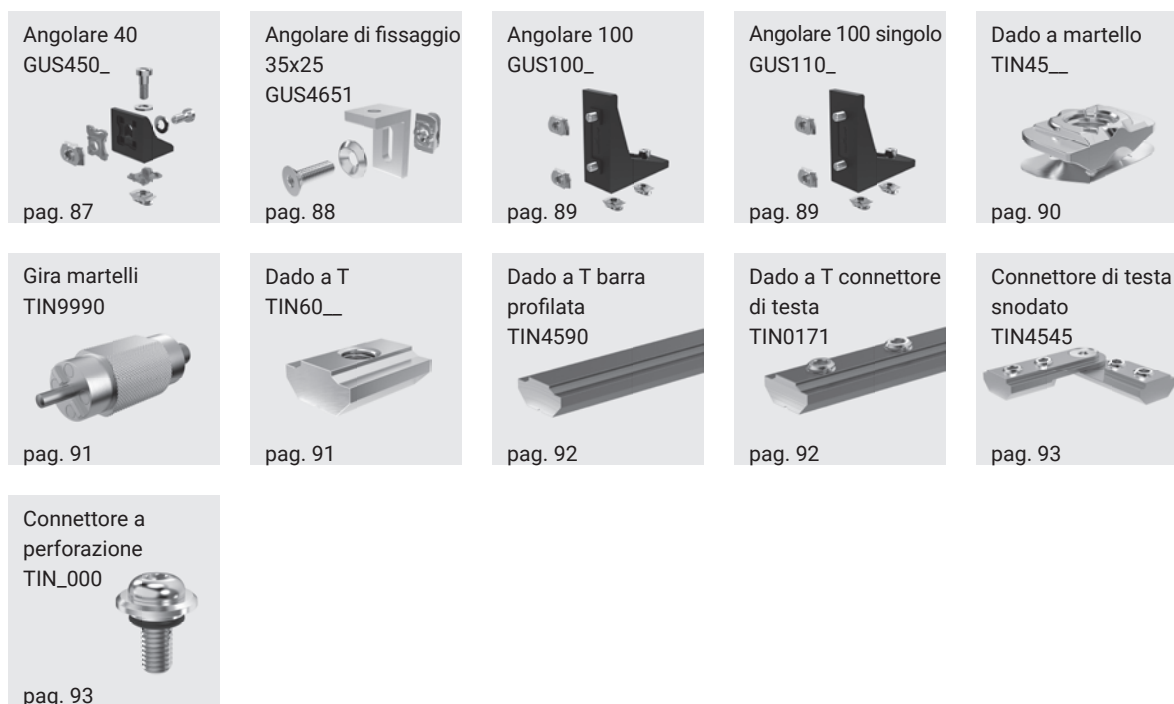 Angolare 40
GUS450_
pag. 87
Angolare di fissaggio
35x25
GUS4651
pag. 88
Angolare 100
GUS100_
pag. 89
Angolare 100 singolo
GUS110_
pag. 89
Dado a martello
TIN45__
pag. 90
Gira martelli
TIN9990
pag. 91
Dado a T
TIN60__
pag. 91
Dado a T barra
profilata
TIN4590
pag. 92
Dado a T connettore
di testa
TIN0171
pag. 92
Connettore di testa
snodato
TIN4545
pag. 93
Connettore a
perforazione
TIN_000
pag. 93